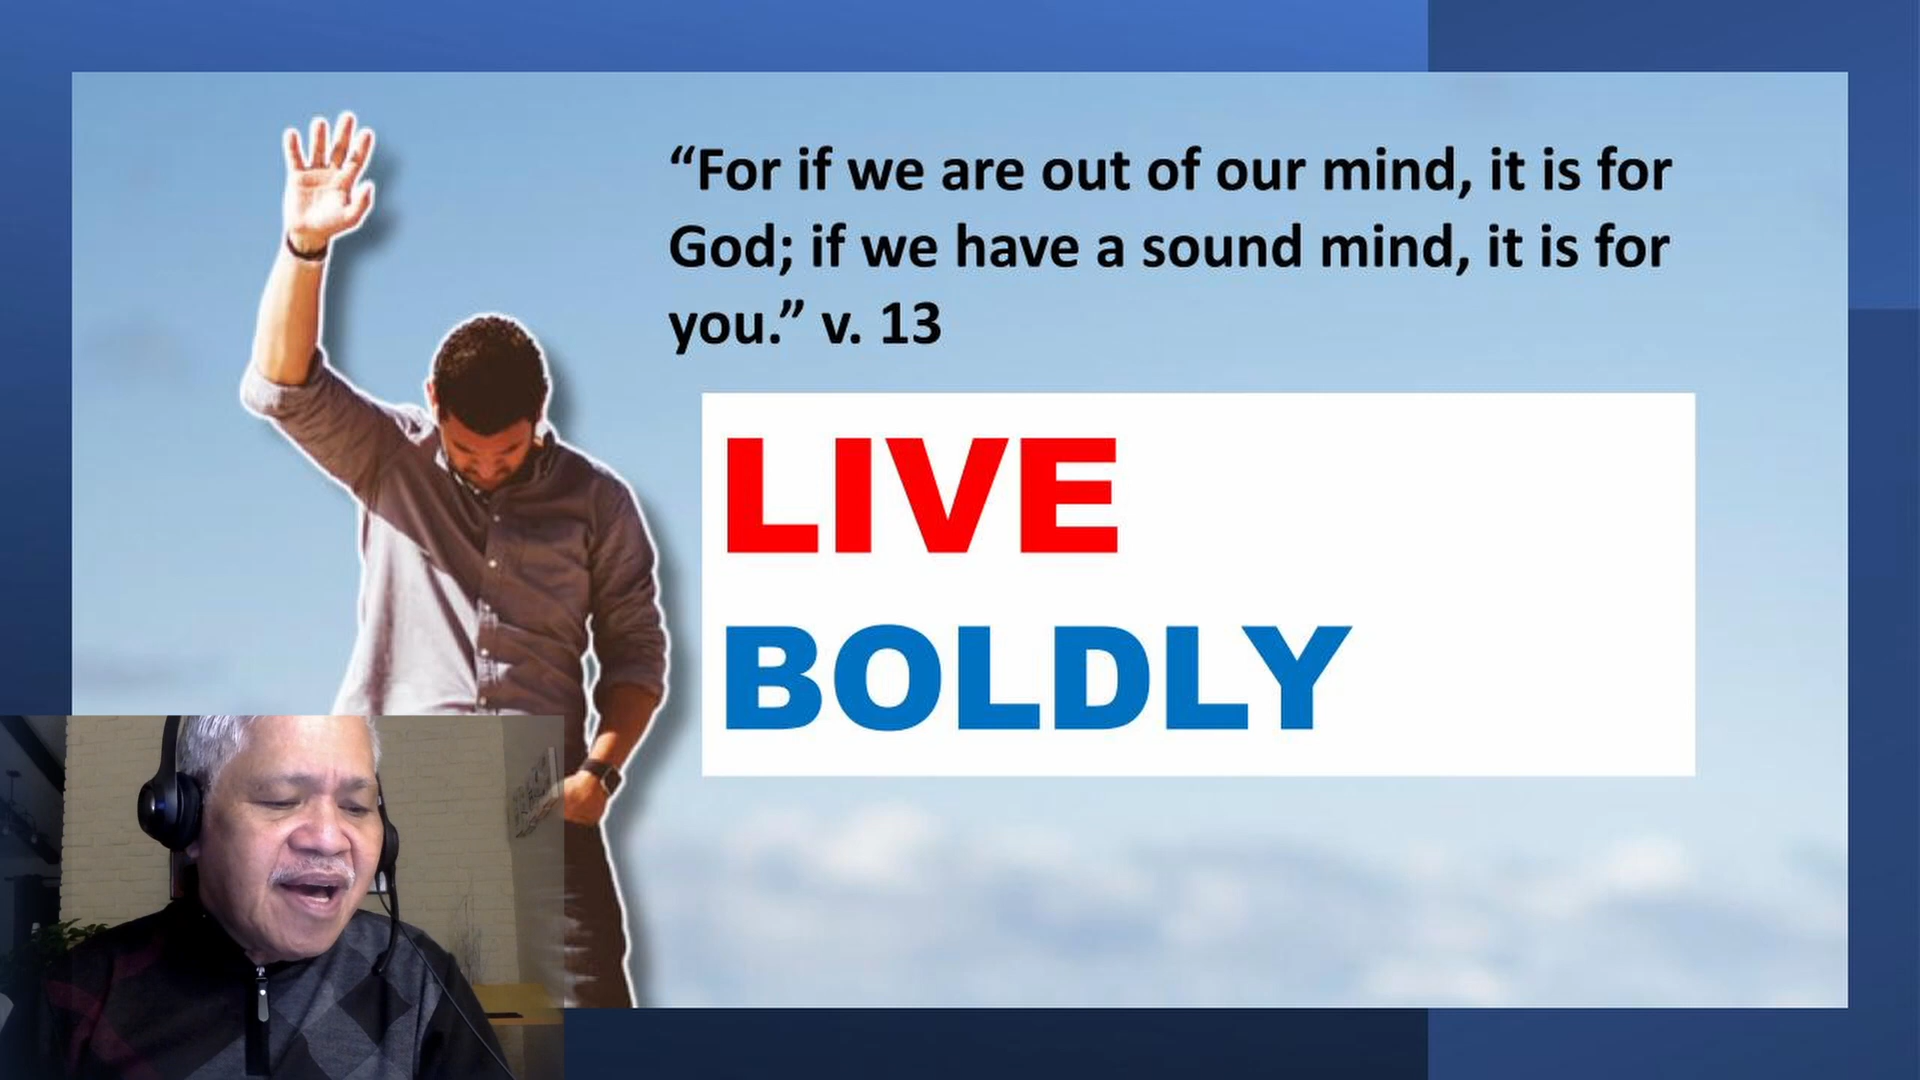 “For if we are out of our mind, it is for
God; if we have a sound mind, it is for
you.” v. 13
LIVE
BOLDLY